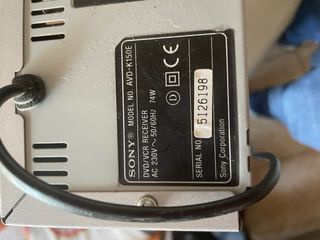 SONY® MODEL NO. AVD-K150E
DVD/VCR RECEIVER
AC 230V ~ 50/60Hz 74W
D
CE
SERIAL NO.
5126198
Sony Corporation